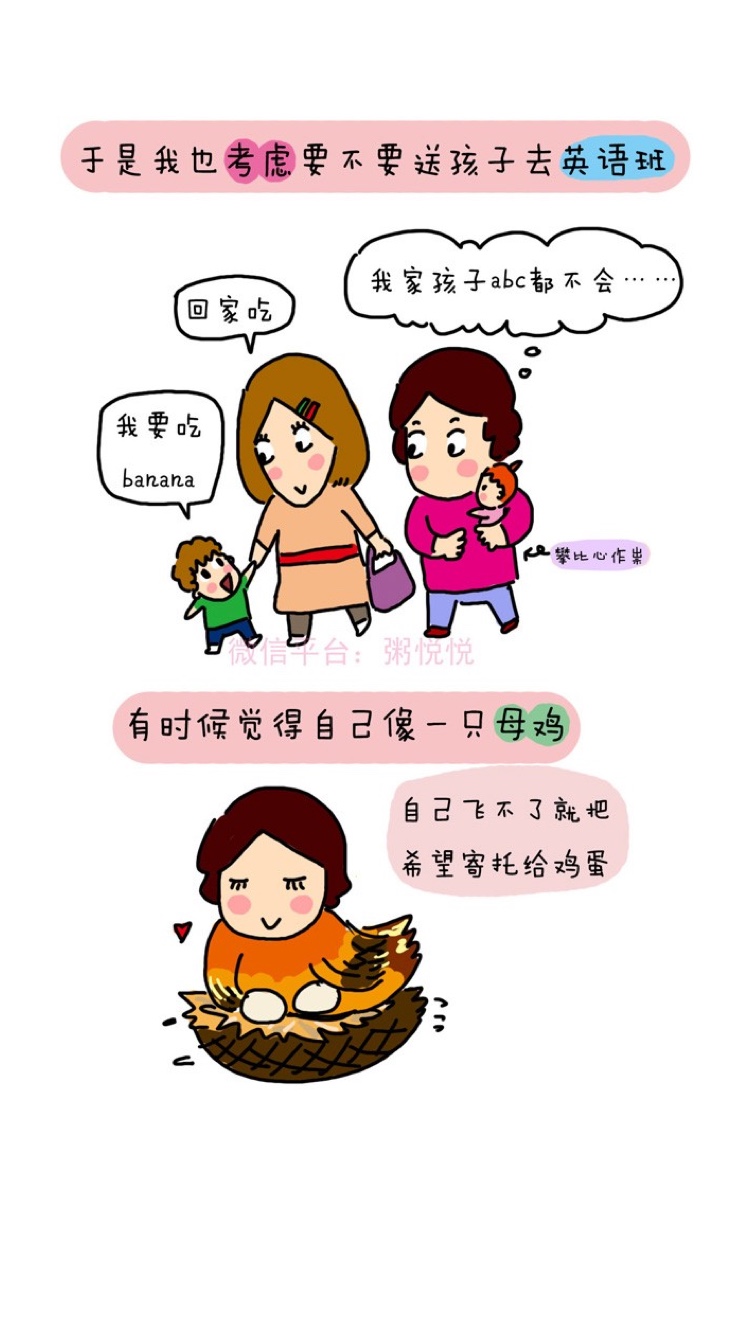 于是我也考虑要不要送孩子去英语班
我家孩子abc都不会……
回家吃
我要吃
banana
攀比心作祟
微信平台：粥悦悦
有时候觉得自己像一只母鸡
自己飞不了就把
希望寄托给鸡蛋